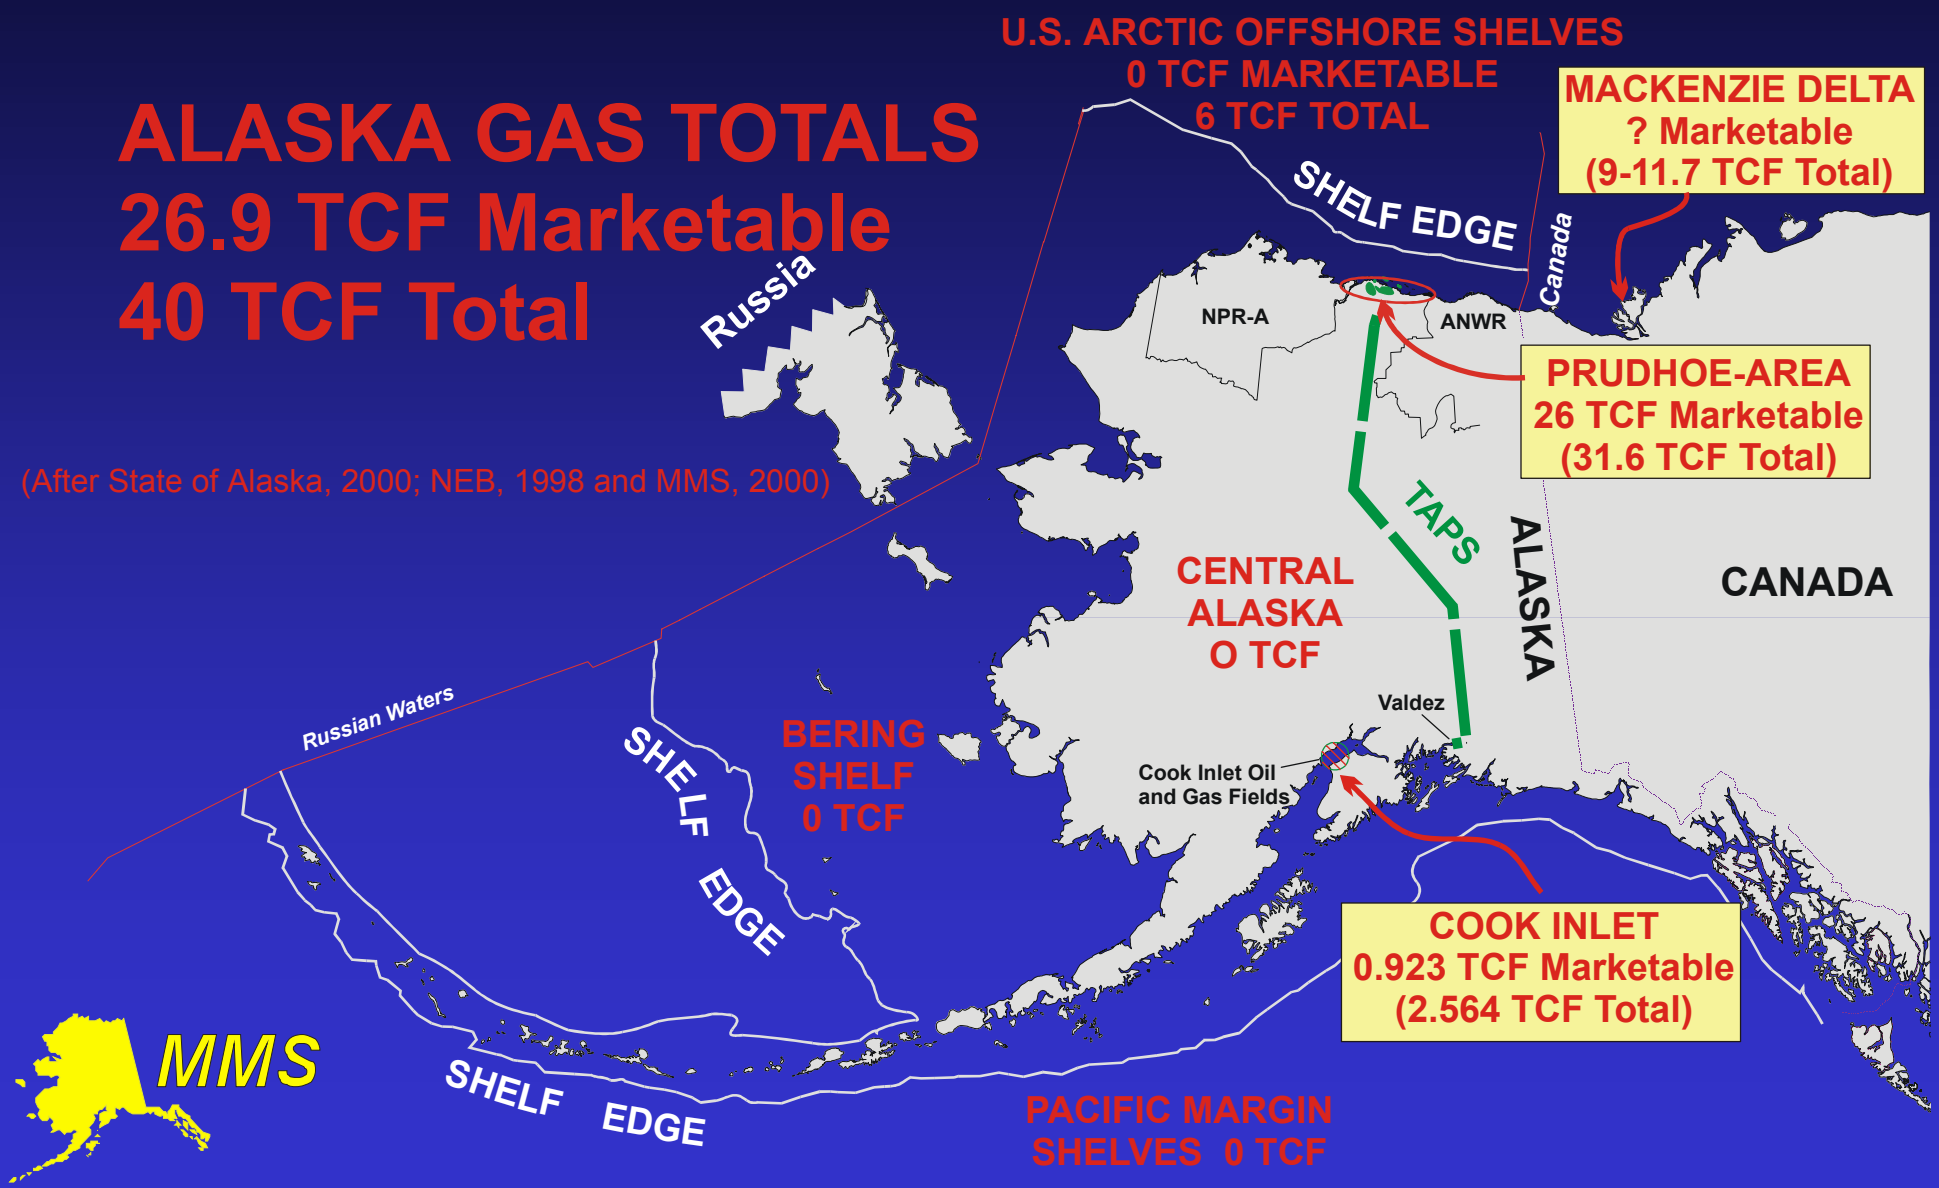 U.S. ARCTIC OFFSHORE SHELVES
0 TCF MARKETABLE
6 TCF TOTAL
ALASKA GAS TOTALS
26.9 TCF Marketable
40 TCF Total
(After State of Alaska, 2000; NEB, 1998 and MMS, 2000)
MACKENZIE DELTA
? Marketable
(9-11.7 TCF Total)
SHELF EDGE
Canada
Russia
NPR-A
ANWR
PRUDHOE-AREA
26 TCF Marketable
(31.6 TCF Total)
TAPS
ALASKA
CANADA
CENTRAL
ALASKA
O TCF
Russian Waters
SHELF EDGE
BERING
SHELF
0 TCF
Valdez
Cook Inlet Oil
and Gas Fields
COOK INLET
0.923 TCF Marketable
(2.564 TCF Total)
MMS
SHELF EDGE
PACIFIC MARGIN
SHELVES 0 TCF